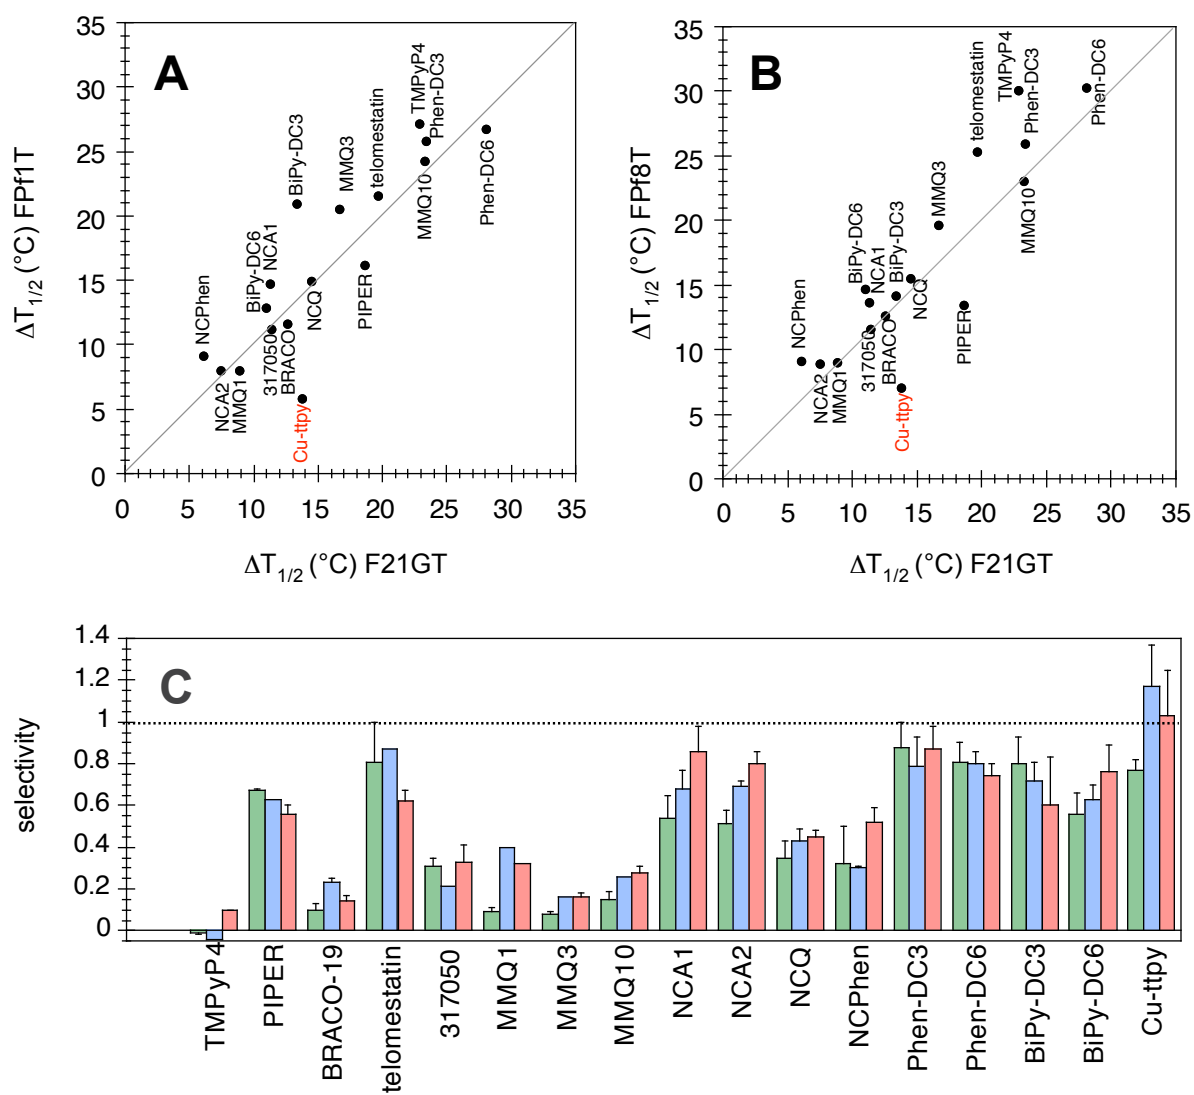 A
35
30
25
20
15
10
5
0
ΔT1/2 (°C) FPf1T
NCPhen
NCA2
MMQ1
BiPy-DC6
NCA1
317050
BRACO
BiPy-DC3
Cu-ttpy
NCQ
MMQ3
PIPER
telomestatin
TMPyP4
Phen-DC3
MMQ10
Phen-DC6
0 5 10 15 20 25 30 35
ΔT1/2 (°C) F21GT
B
35
30
25
20
15
10
5
0
ΔT1/2 (°C) FPf8T
NCPhen
NCA2
MMQ1
BiPy-DC6
NCA1
317050
BRACO
BiPy-DC3
Cu-ttpy
NCQ
MMQ3
PIPER
telomestatin
TMPyP4
Phen-DC3
MMQ10
Phen-DC6
0 5 10 15 20 25 30 35
ΔT1/2 (°C) F21GT
C
1.4
1.2
1
0.8
0.6
0.4
0.2
0
selectivity
TMPyP4
PIPER
BRACO-19
telomestatin
317050
MMQ1
MMQ3
MMQ10
NCA1
NCA2
NCQ
NCPhen
Phen-DC3
Phen-DC6
BiPy-DC3
BiPy-DC6
Cu-ttpy